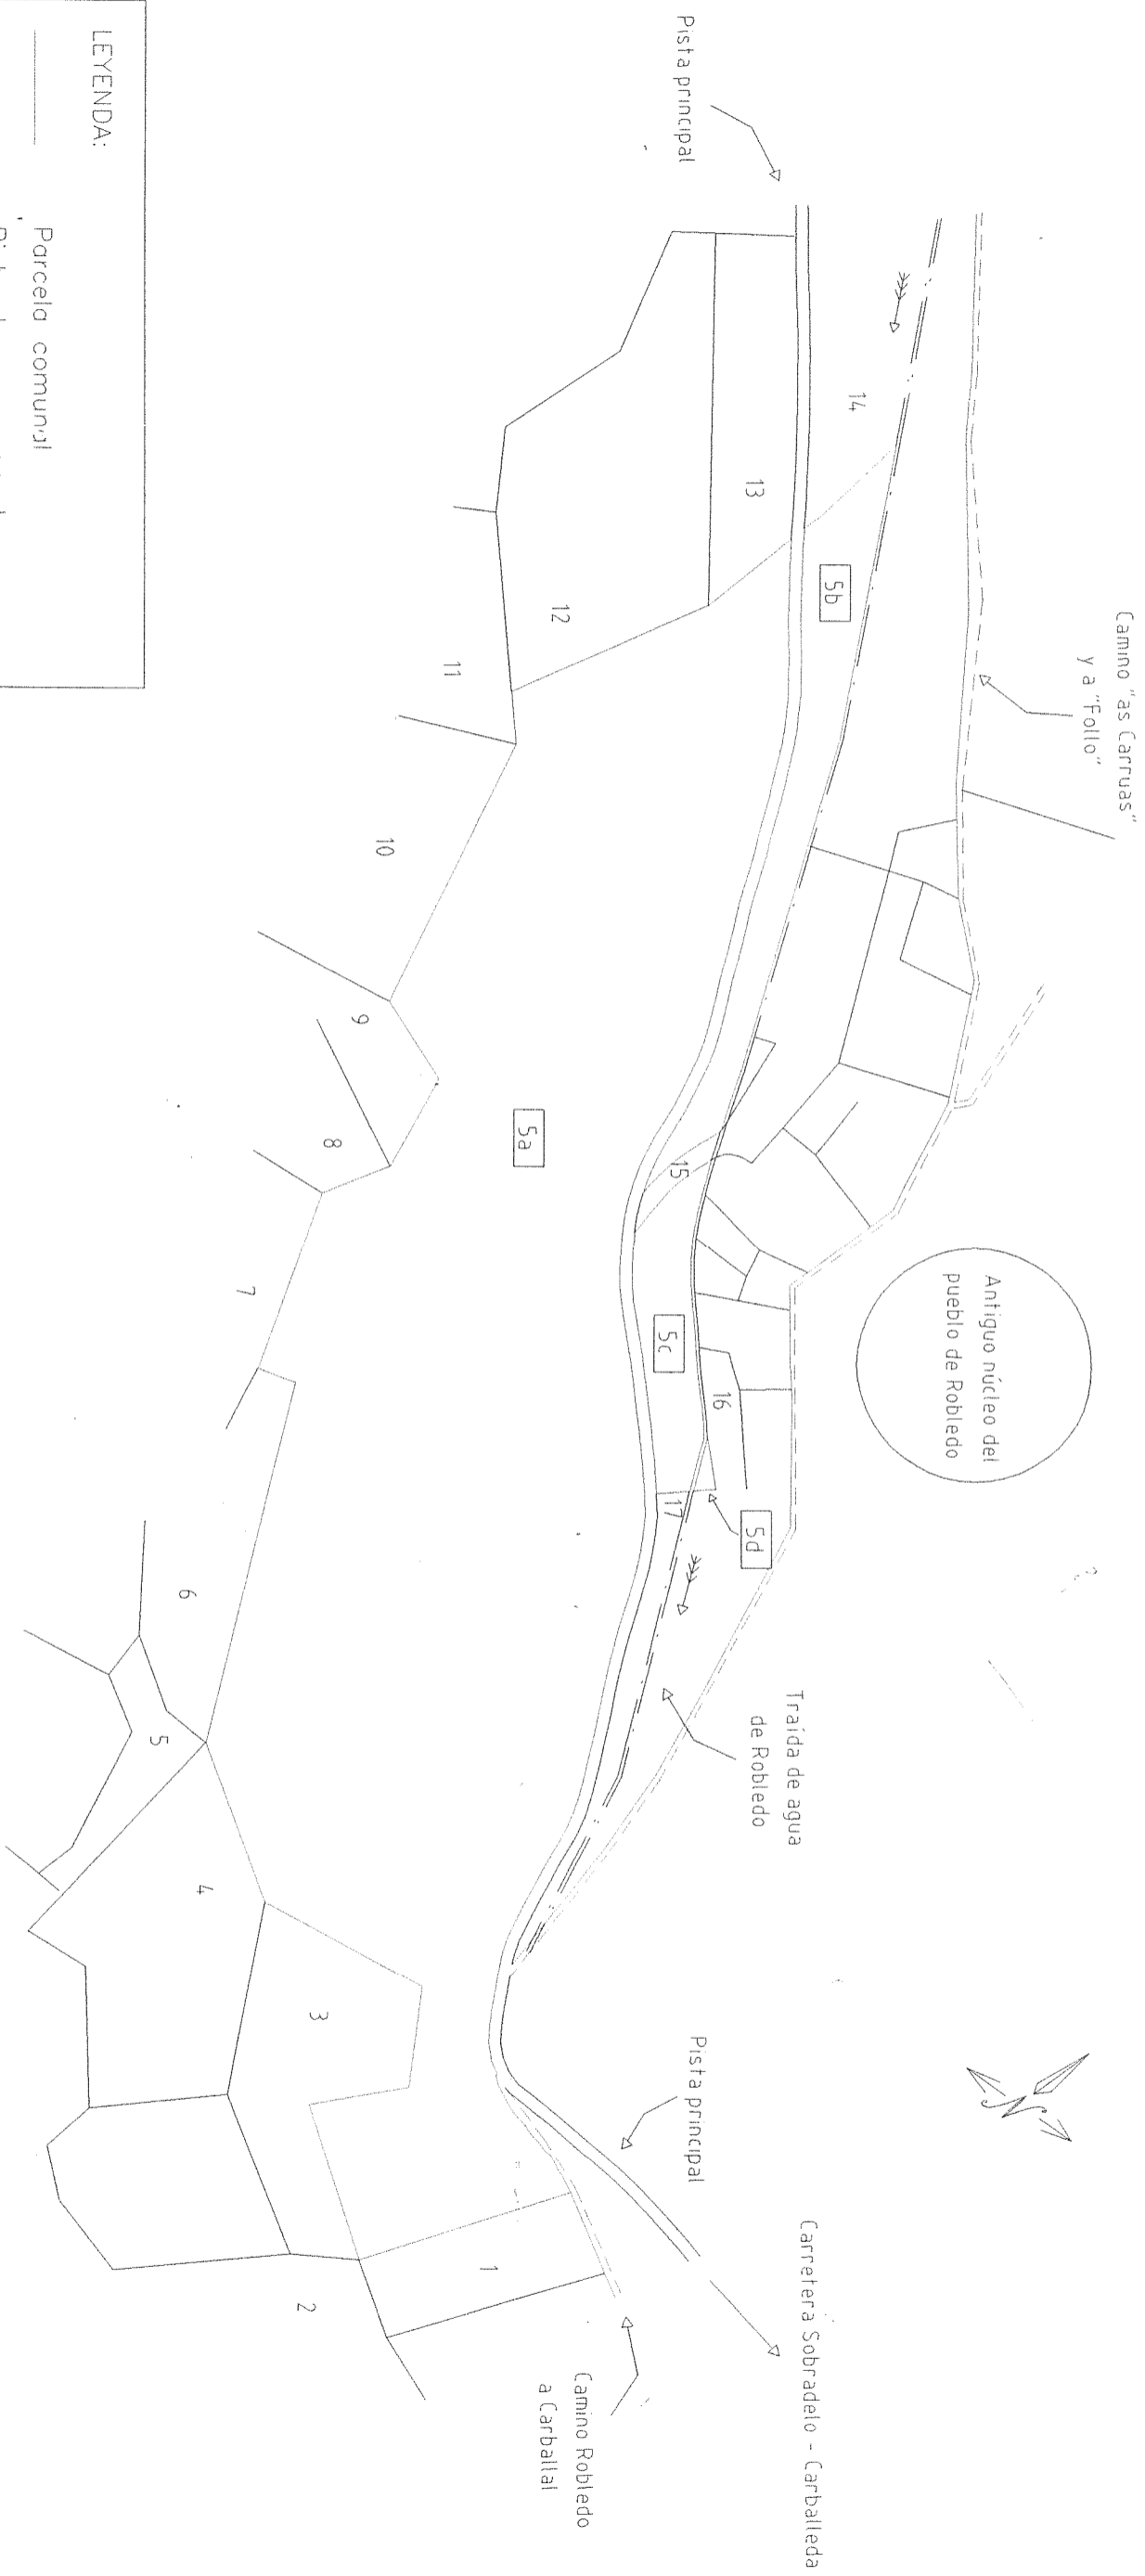 Camino "as Carruas"
y a "Follo"
Pista principal
14
13
5b
12
11
10
9
8
7
5a
15
Antiguo núcleo del
pueblo de Robledo
5c
16
5d
17
6
5
4
3
2
1
Traída de agua
de Robledo
Pista principal
Carretera Sobradelo - Carballeda
Camino Robledo
a Carballal
LEYENDA:
Parcela comunal